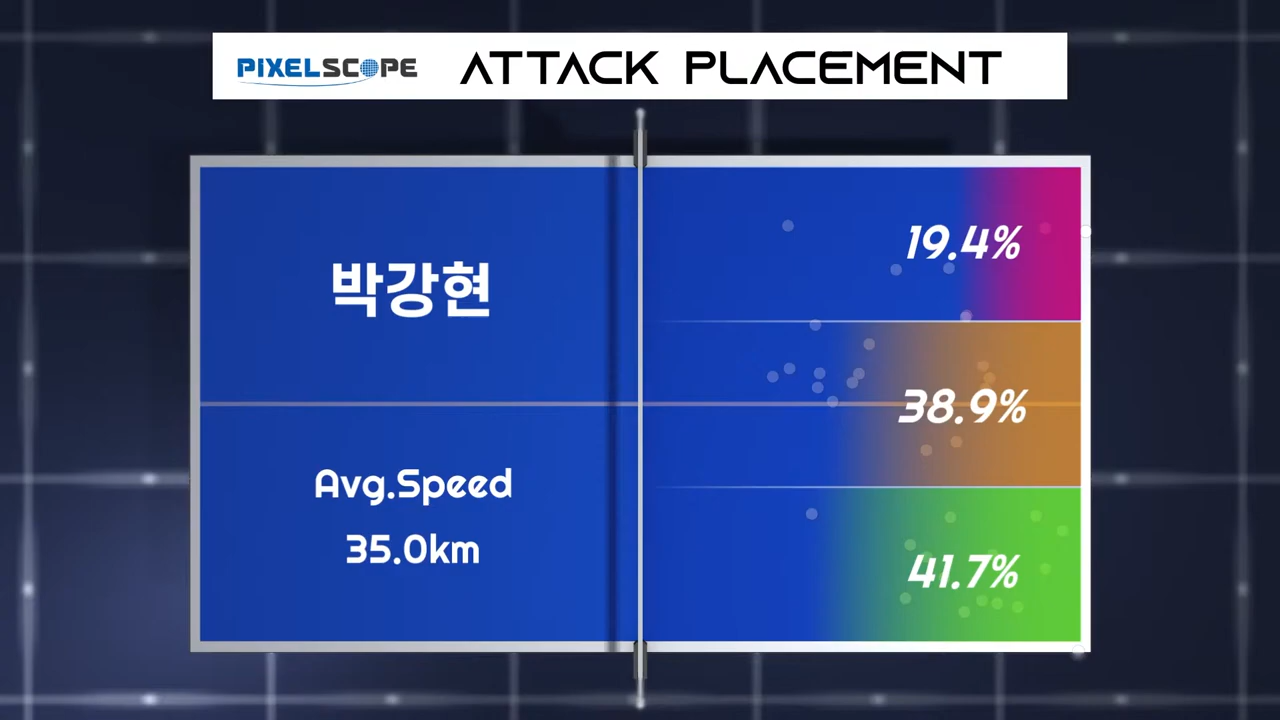 PIXELSCOPE ATTACK PLACEMENT
박강현
Avg.Speed
35.0km
19.4%
38.9%
41.7%